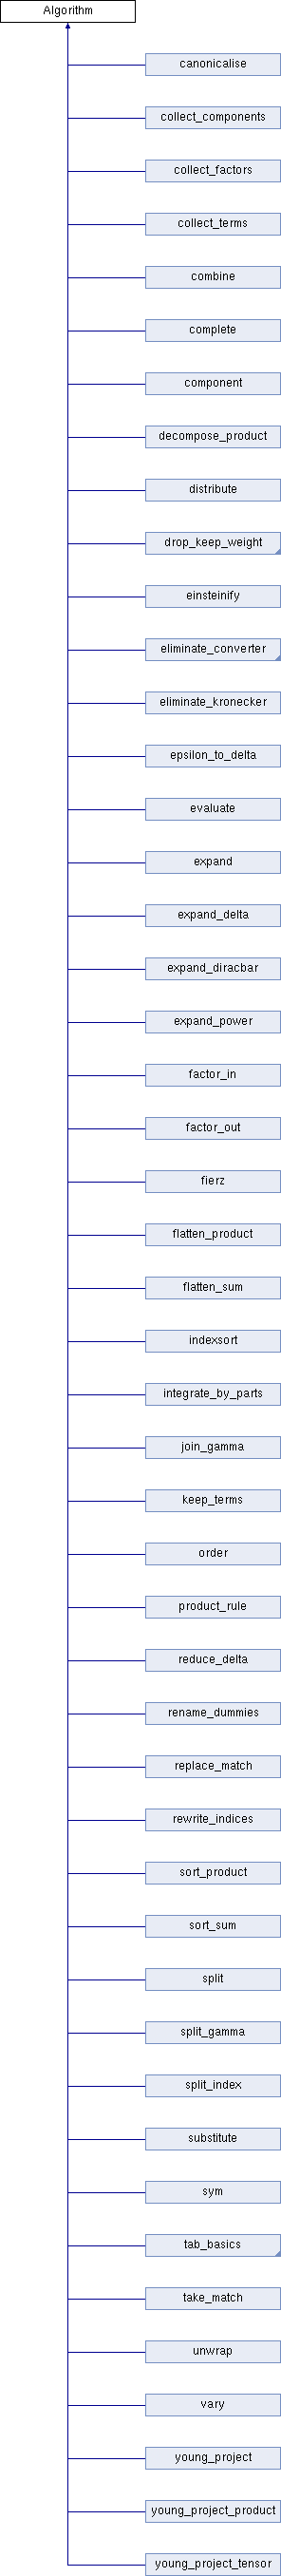 Algorithm
canonicalise
collect_components
collect_factors
collect_terms
combine
complete
component
decompose_product
distribute
drop_keep_weight
einsteinify
eliminate_converter
eliminate_kronecker
epsilon_to_delta
evaluate
expand
expand_delta
expand_diracbar
expand_power
factor_in
factor_out
fierz
flatten_product
flatten_sum
indexsort
integrate_by_parts
join_gamma
keep_terms
order
product_rule
reduce_delta
rename_dummies
replace_match
rewrite_indices
sort_product
sort_sum
split
split_gamma
split_index
substitute
sym
tab_basics
take_match
unwrap
vary
young_project
young_project_product
young_project_tensor